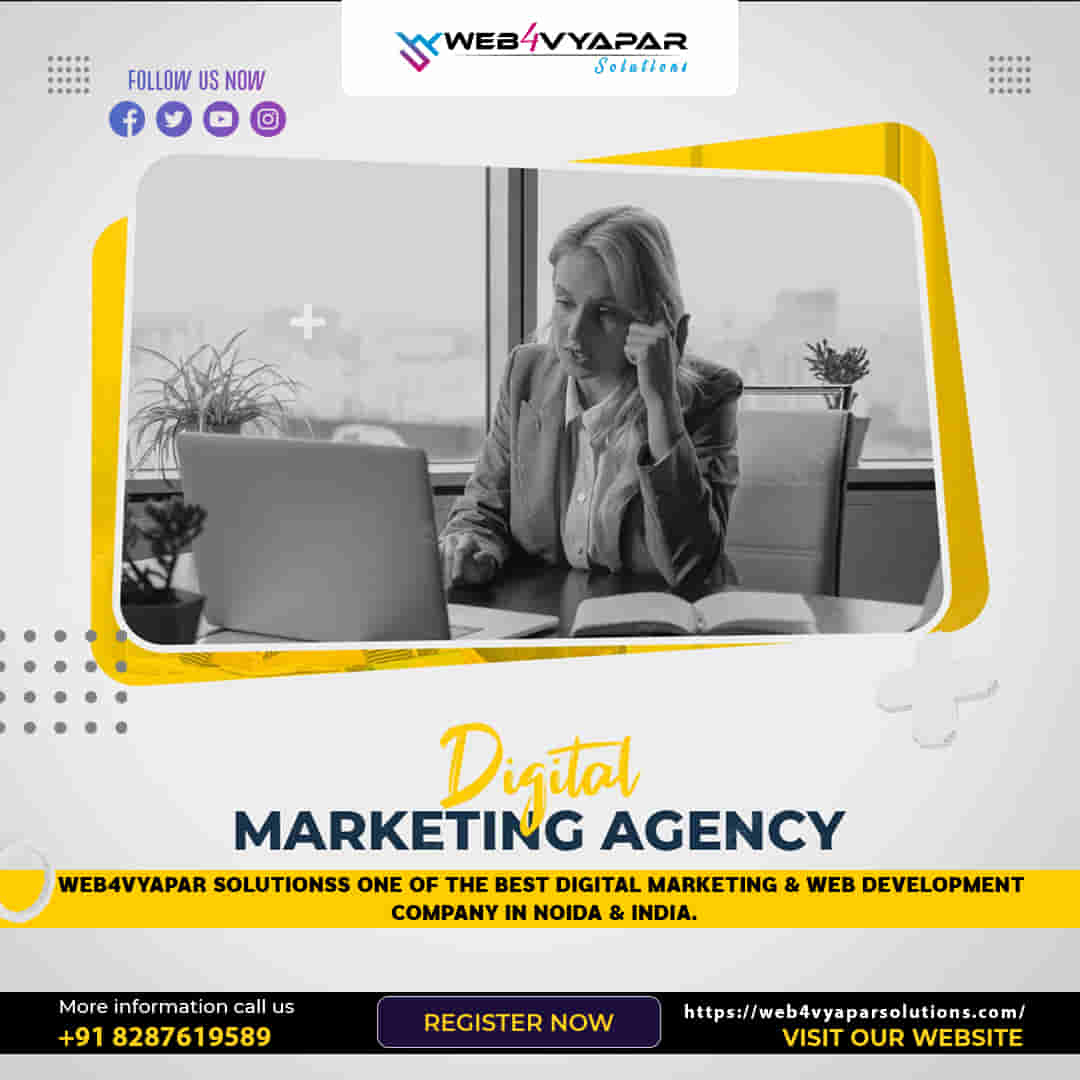 WEB4VYAPAR
Solutions
FOLLOW US NOW
Digital
MARKETING AGENCY
WEB4VYAPAR SOLUTIONSS ONE OF THE BEST DIGITAL MARKETING & WEB DEVELOPMENT
COMPANY IN NOIDA & INDIA.
More information call us
+91 8287619589
REGISTER NOW
https://web4vyaparsolutions.com/
VISIT OUR WEBSITE